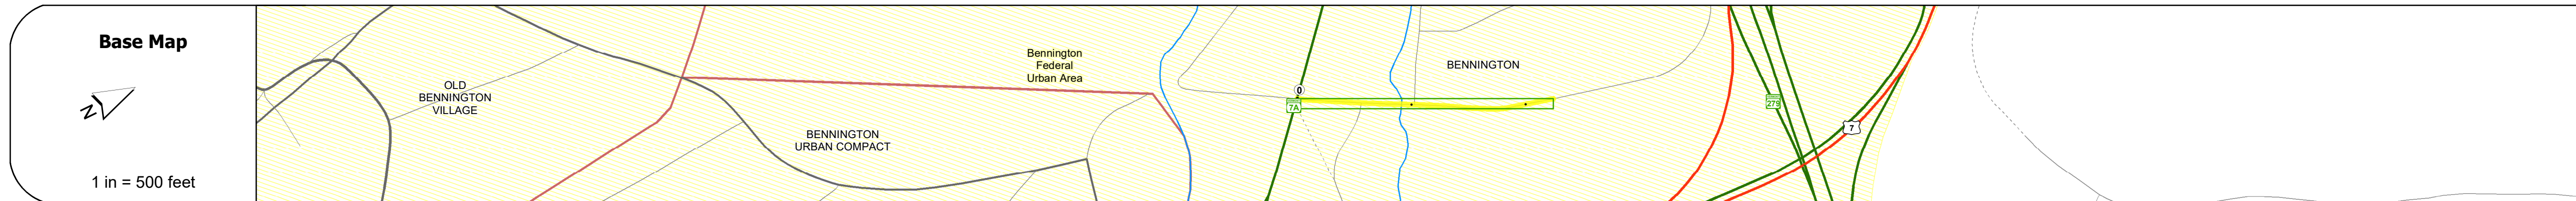 Base Map
N
1 in = 500 feet
OLD
BENNINGTON
VILLAGE
BENNINGTON
URBAN COMPACT
Bennington
Federal
Urban Area
0
7A
BENNINGTON
279
7